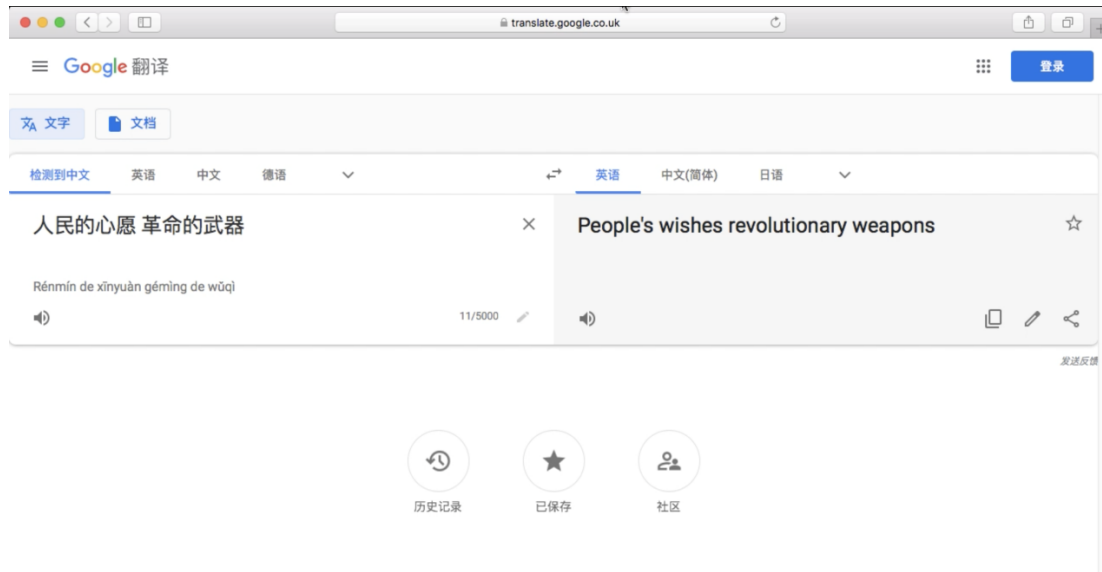 translate.google.co.uk
Google 翻译
登录
文字
文档
检测到中文 英语 中文 德语
英语 中文(简体) 日语
人民的心愿 革命的武器
People's wishes revolutionary weapons
Rénmín de xīnyuàn gémìng de wǔqì
11/5000
发送反馈
历史记录
已保存
社区